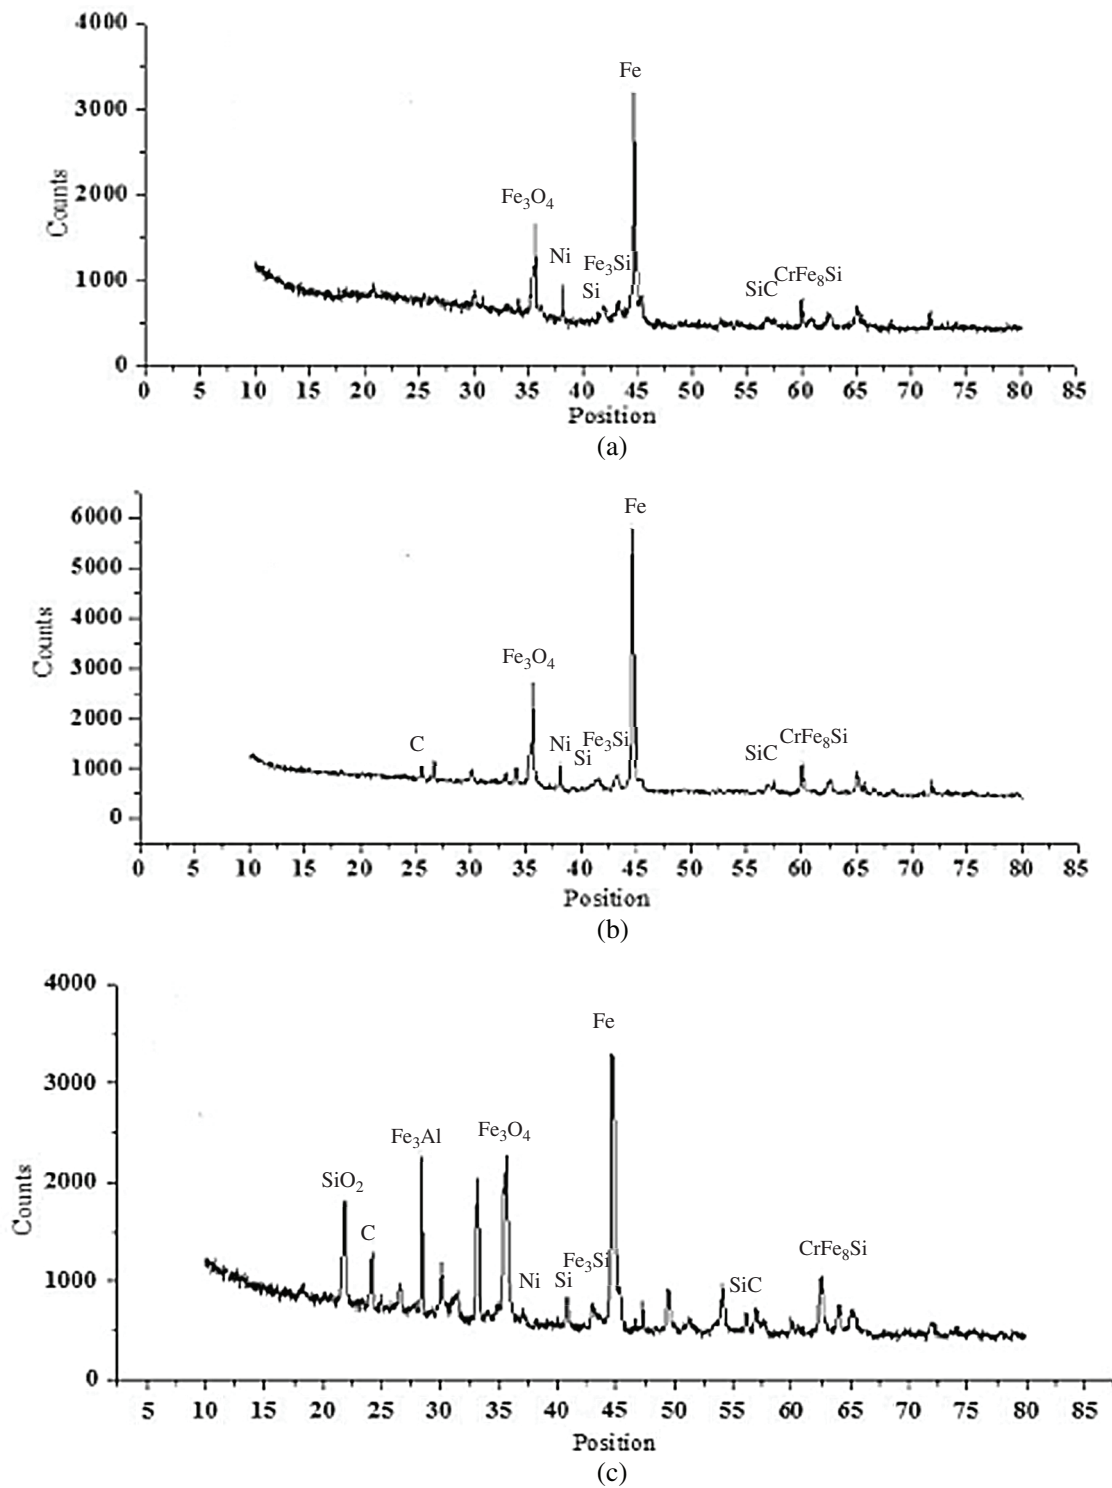 4000
Fe
3000
Fe₃O₄
2000
Ni
Fe₃Si
CrFe₈Si
1000
Si
SiC
0
Counts
0 5 10 15 20 25 30 35 40 45 50 55 60 65 70 75 80 85
Position
(a)
6000
Fe
5000
4000
3000
Fe₃O₄
2000
C
Ni
Si
Fe₃Si
SiC
CrFe₈Si
1000
0
Counts
0 5 10 15 20 25 30 35 40 45 50 55 60 65 70 75 80 85
Position
(b)
4000
Fe
3000
Fe₃Al
Fe₃O₄
2000
SiO₂
C
Fe₃Si
CrFe₈Si
1000
Ni
Si
SiC
0
Counts
5 10 15 20 25 30 35 40 45 50 55 60 65 70 75 80 85
Position
(c)